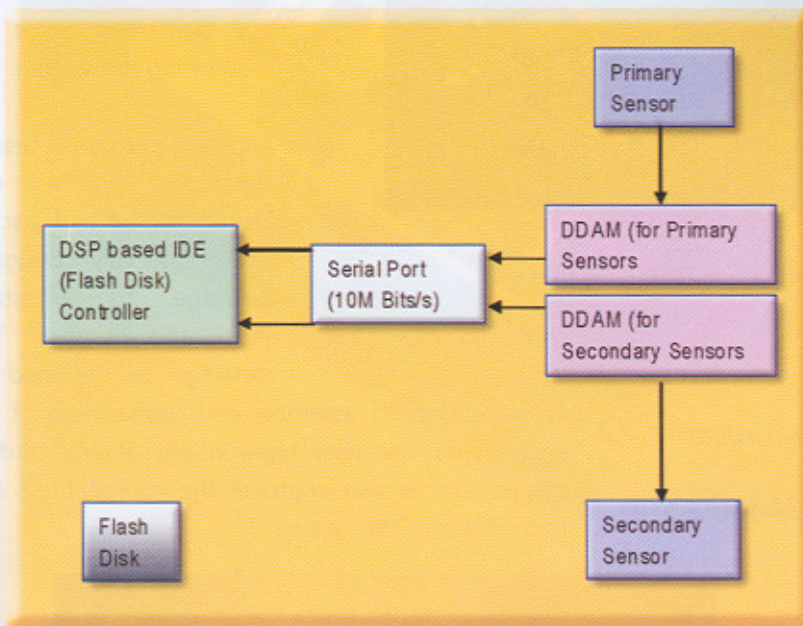 Primary
Sensor
DSP based IDE
(Flash Disk)
Controller
Serial Port
(10M Bits/s)
DDAM (for Primary
Sensors
DDAM (for
Secondary Sensors
Flash
Disk
Secondary
Sensor